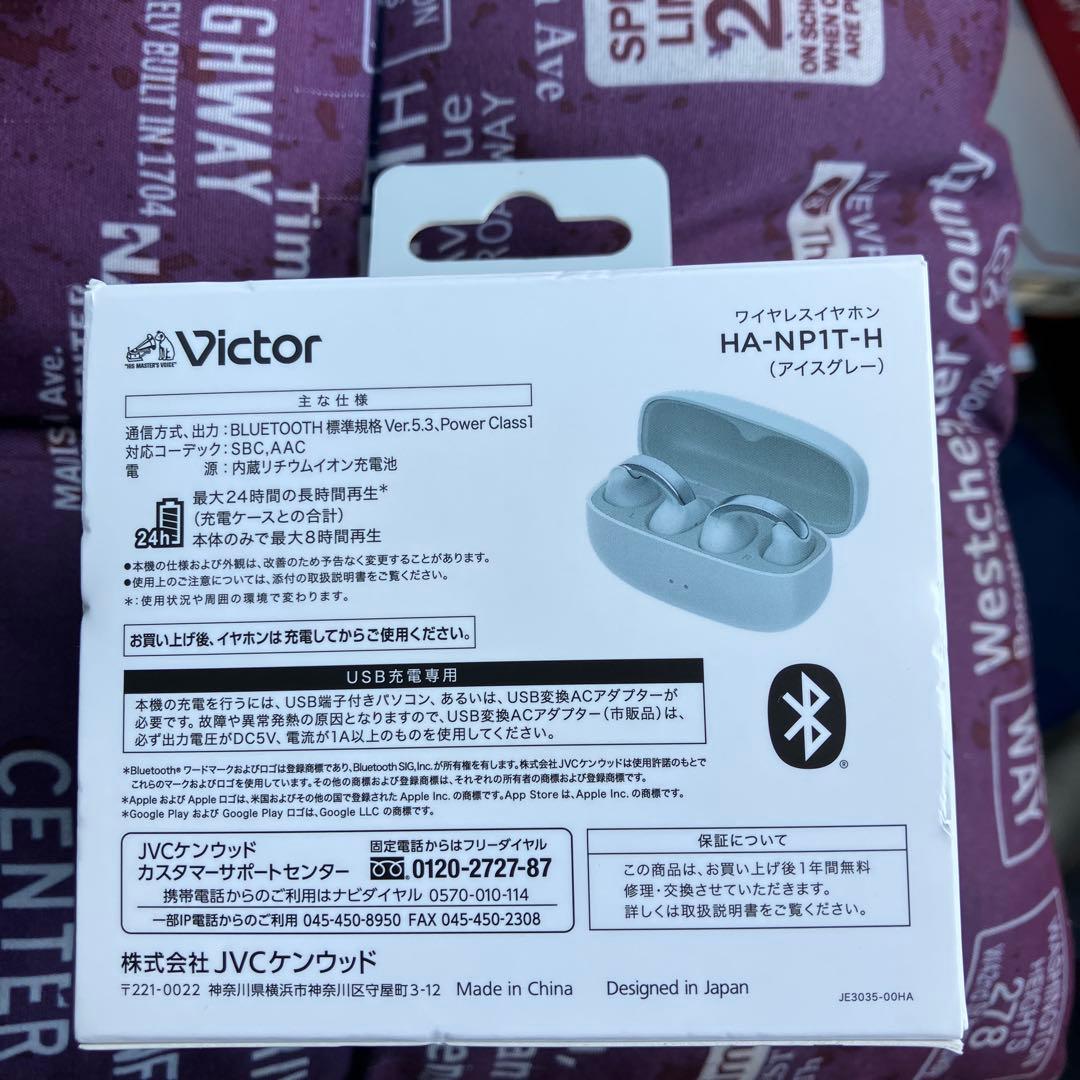 GHWAY
ELY BUILT IN 1704
Ave
SPE
LIM
2
ON SCHO
WHEN C
ARE P
WAY
NEWE
county
Westchester
Bronx
WAY
278
WASHINGTON
HEIGHTS
MAIS
Ave.
CENTER
Victor
"HIS MASTER'S VOICE"
ワイヤレスイヤホン
HA-NP1T-H
(アイスグレー)
主な仕様
通信方式、出力:BLUETOOTH 標準規格 Ver.5.3、Power Class1
対応コーデック:SBC,AAC
電 源:内蔵リチウムイオン充電池
24h
最大24時間の長時間再生*
(充電ケースとの合計)
本体のみで最大8時間再生
●本機の仕様および外観は、改善のため予告なく変更することがあります。
●使用上のご注意については、添付の取扱説明書をご覧ください。
*:使用状況や周囲の環境で変わります。
お買い上げ後、イヤホンは充電してからご使用ください。
USB充電専用
本機の充電を行うには、USB端子付きパソコン、あるいは、USB変換ACアダプターが
必要です。故障や異常発熱の原因となりますので、USB変換ACアダプター(市販品)は、
必ず出力電圧がDC5V、電流が1A以上のものを使用してください。
*Bluetooth® ワードマークおよびロゴは登録商標であり、Bluetooth SIG,Inc.が所有権を有します。株式会社JVCケンウッドは使用許諾のもとで
これらのマークおよびロゴを使用しています。その他の商標および登録商標は、それぞれの所有者の商標および登録商標です。
*Apple および Apple ロゴは、米国およびその他の国で登録された Apple Inc. の商標です。App Store は、Apple Inc. の商標です。
*Google Play および Google Play ロゴは、Google LLC の商標です。
JVCケンウッド
カスタマーサポートセンター
固定電話からはフリーダイヤル
0120-2727-87
携帯電話からのご利用はナビダイヤル 0570-010-114
一部IP電話からのご利用 045-450-8950 FAX 045-450-2308
保証について
この商品は、お買い上げ後1年間無料
修理・交換させていただきます。
詳しくは取扱説明書をご覧ください。
株式会社 JVCケンウッド
〒221-0022 神奈川県横浜市神奈川区守屋町3-12 Made in China Designed in Japan
JE3035-00HA